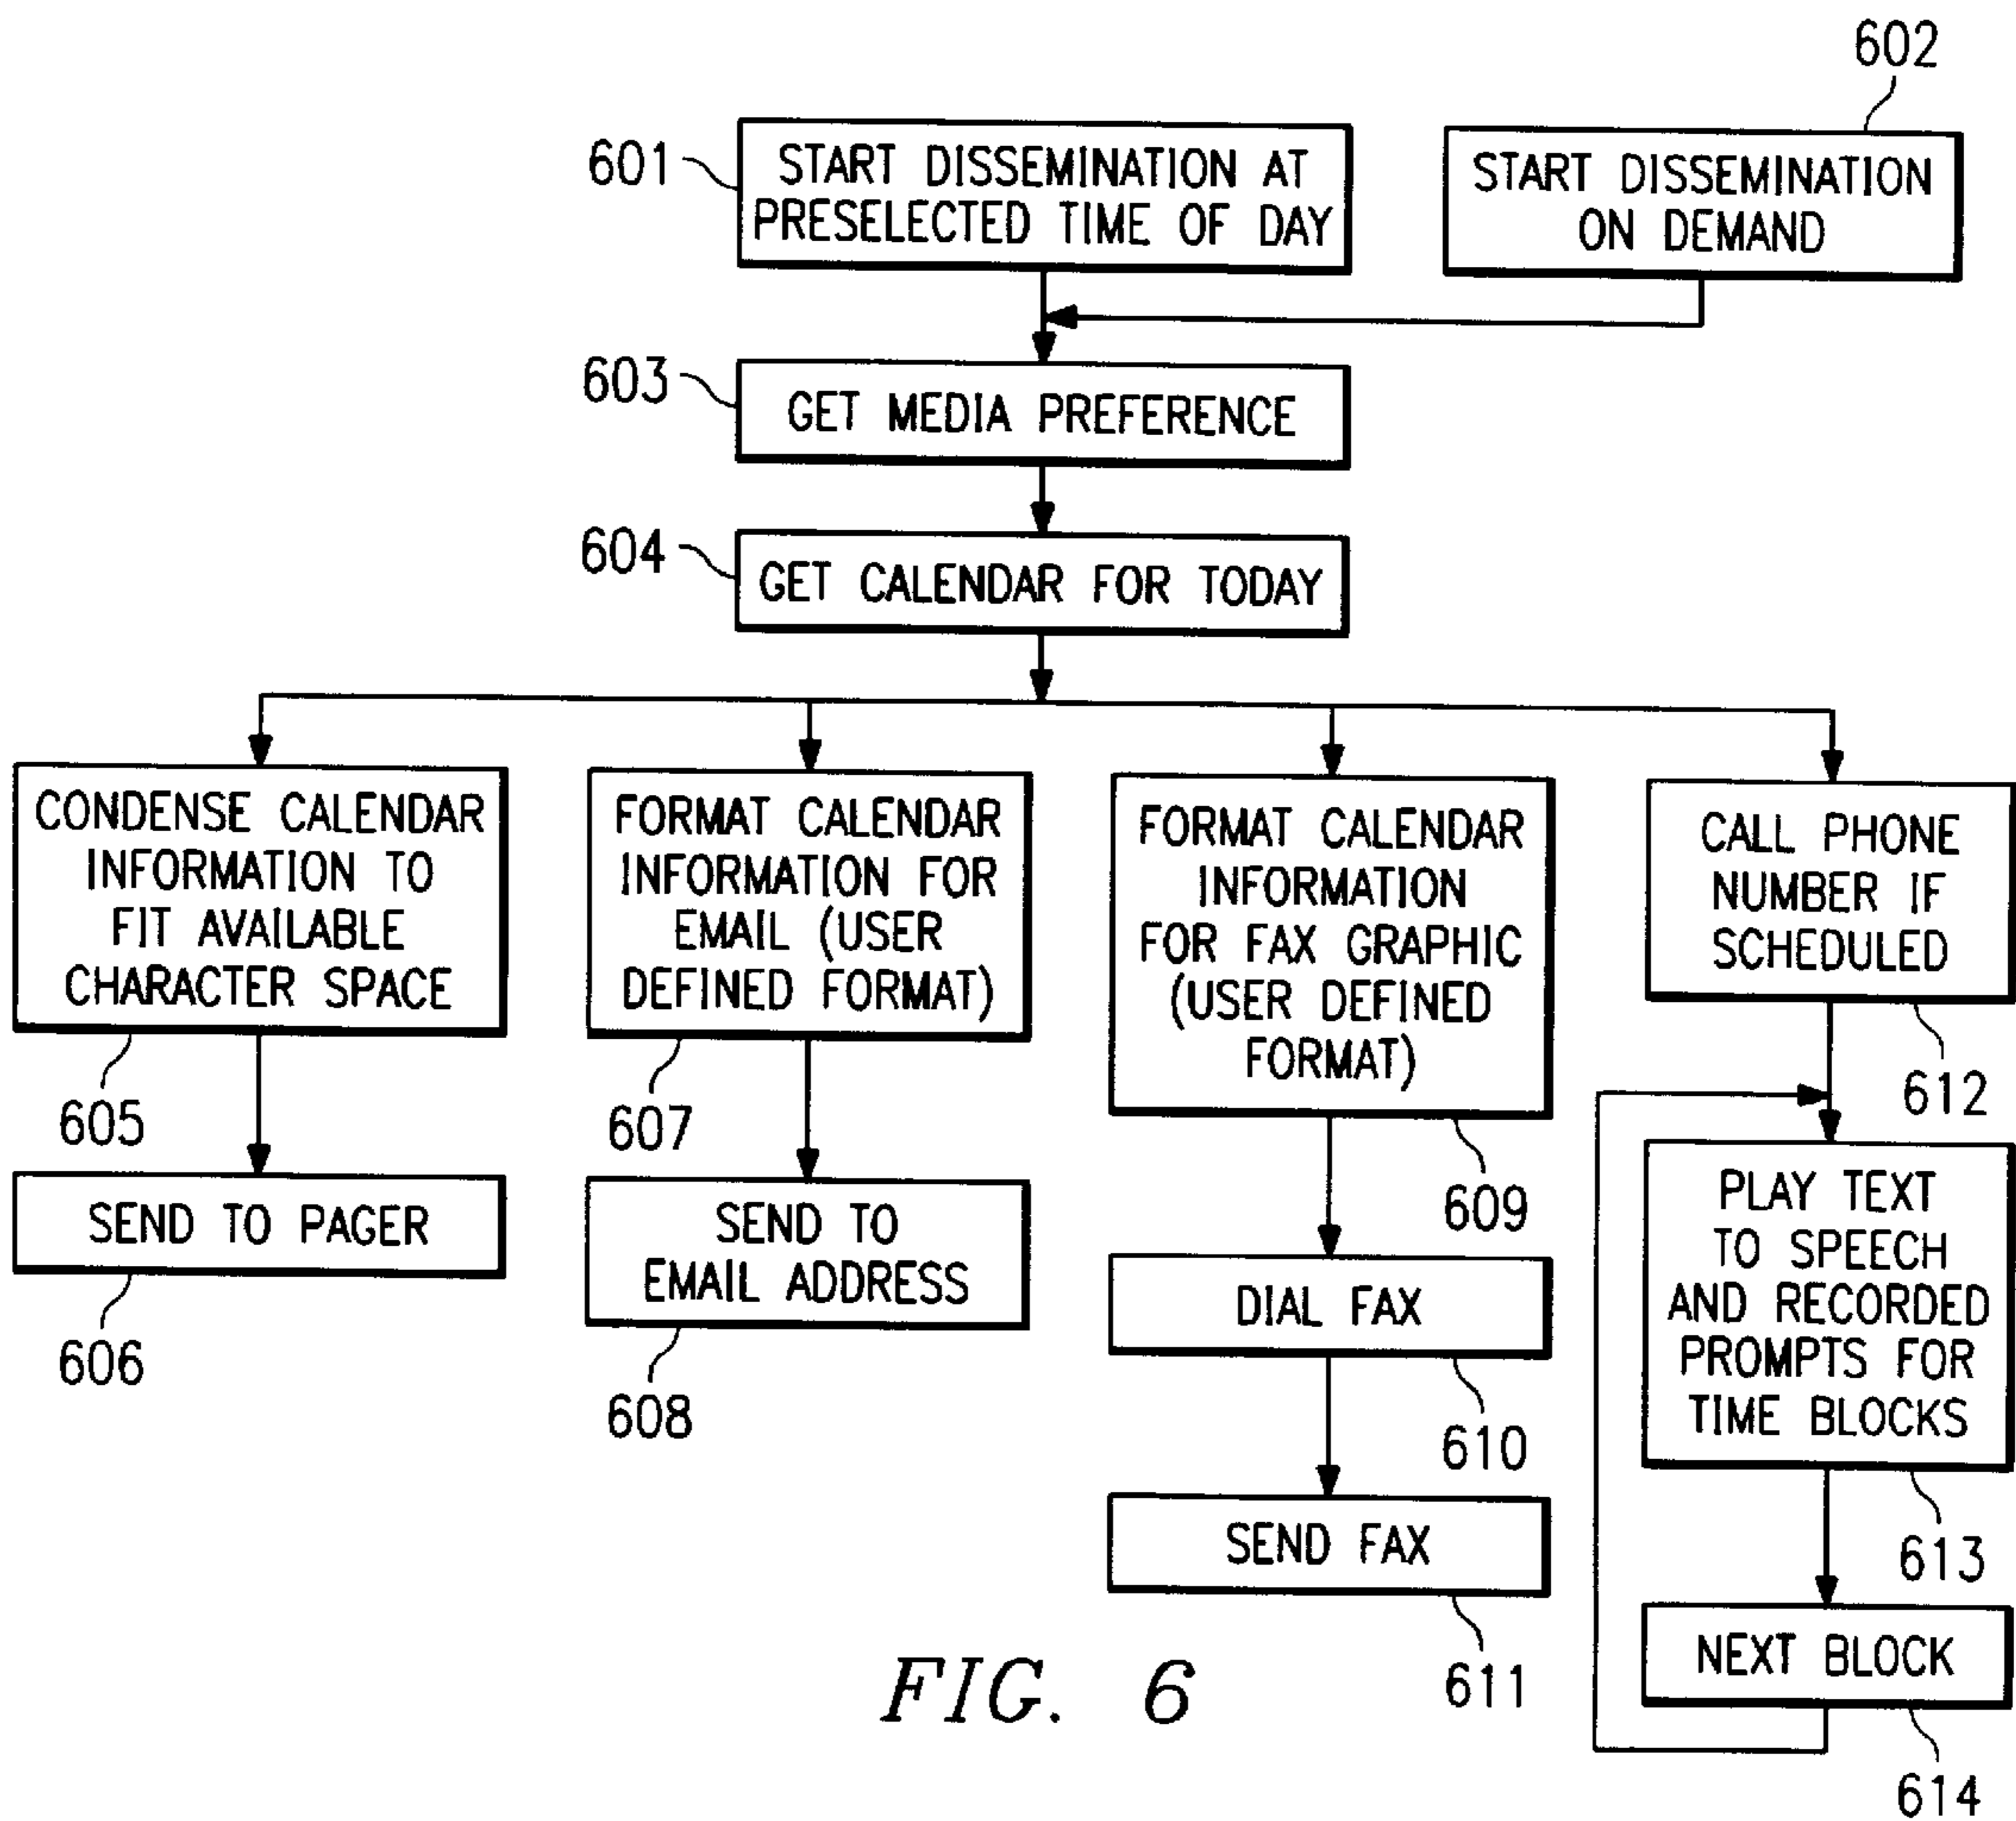 602
601
START DISSEMINATION AT
PRESELECTED TIME OF DAY
START DISSEMINATION
ON DEMAND
603
GET MEDIA PREFERENCE
604
GET CALENDAR FOR TODAY
CONDENSE CALENDAR
INFORMATION TO
FIT AVAILABLE
CHARACTER SPACE
605
SEND TO PAGER
606
FORMAT CALENDAR
INFORMATION FOR
EMAIL (USER
DEFINED FORMAT)
607
SEND TO
EMAIL ADDRESS
608
FORMAT CALENDAR
INFORMATION
FOR FAX GRAPHIC
(USER DEFINED
FORMAT)
609
DIAL FAX
610
SEND FAX
611
CALL PHONE
NUMBER IF
SCHEDULED
612
PLAY TEXT
TO SPEECH
AND RECORDED
PROMPTS FOR
TIME BLOCKS
613
NEXT BLOCK
614
FIG. 6